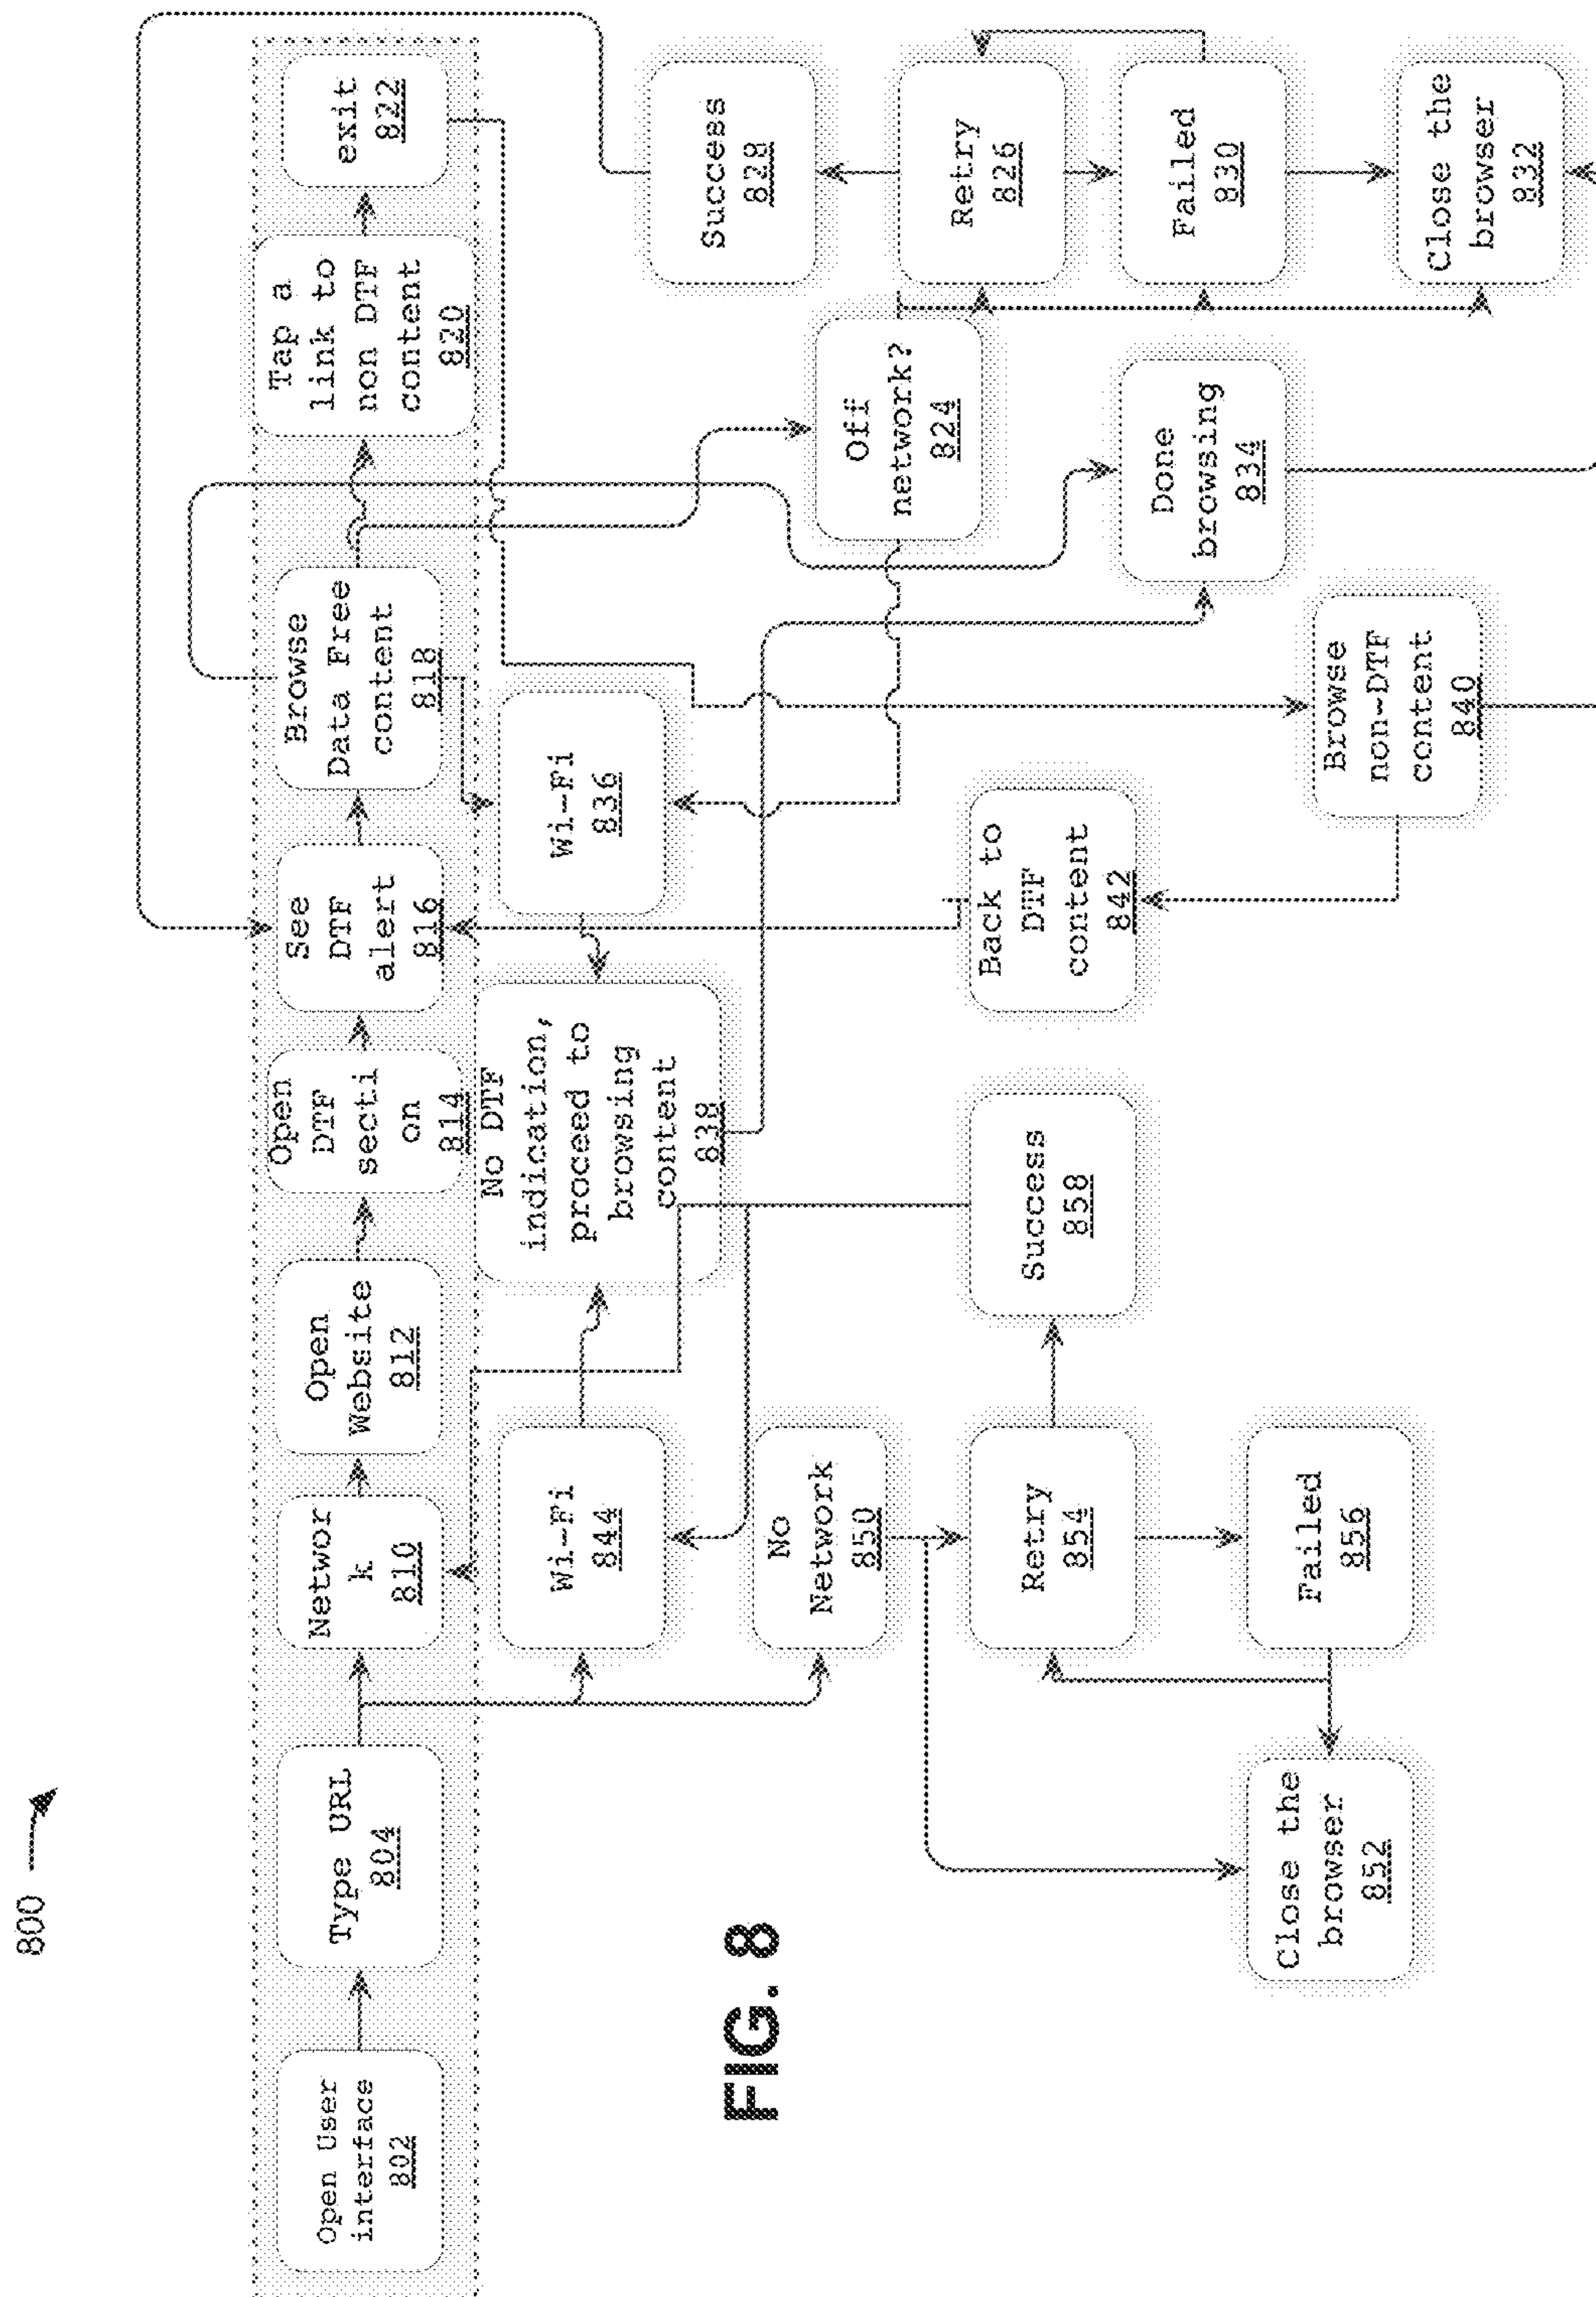 800
Open User
interface
802
Type URL
804
Networ
k
810
Open
Website
812
Open
DTF
secti
on
814
See
DTF
alert
816
Browse
Data Free
content
818
Tap a
link to
non DTF
content
820
exit
822
Wi-Fi
844
No DTF
indication,
proceed to
browsing
content
838
Wi-Fi
836
Success
828
No
Network
850
Off
network?
824
Retry
826
Retry
854
Success
858
Back to
DTF
content
842
Done
browsing
834
Failed
830
Close the
browser
852
Failed
856
Browse
non-DTF
content
840
Close the
browser
832
FIG. 8